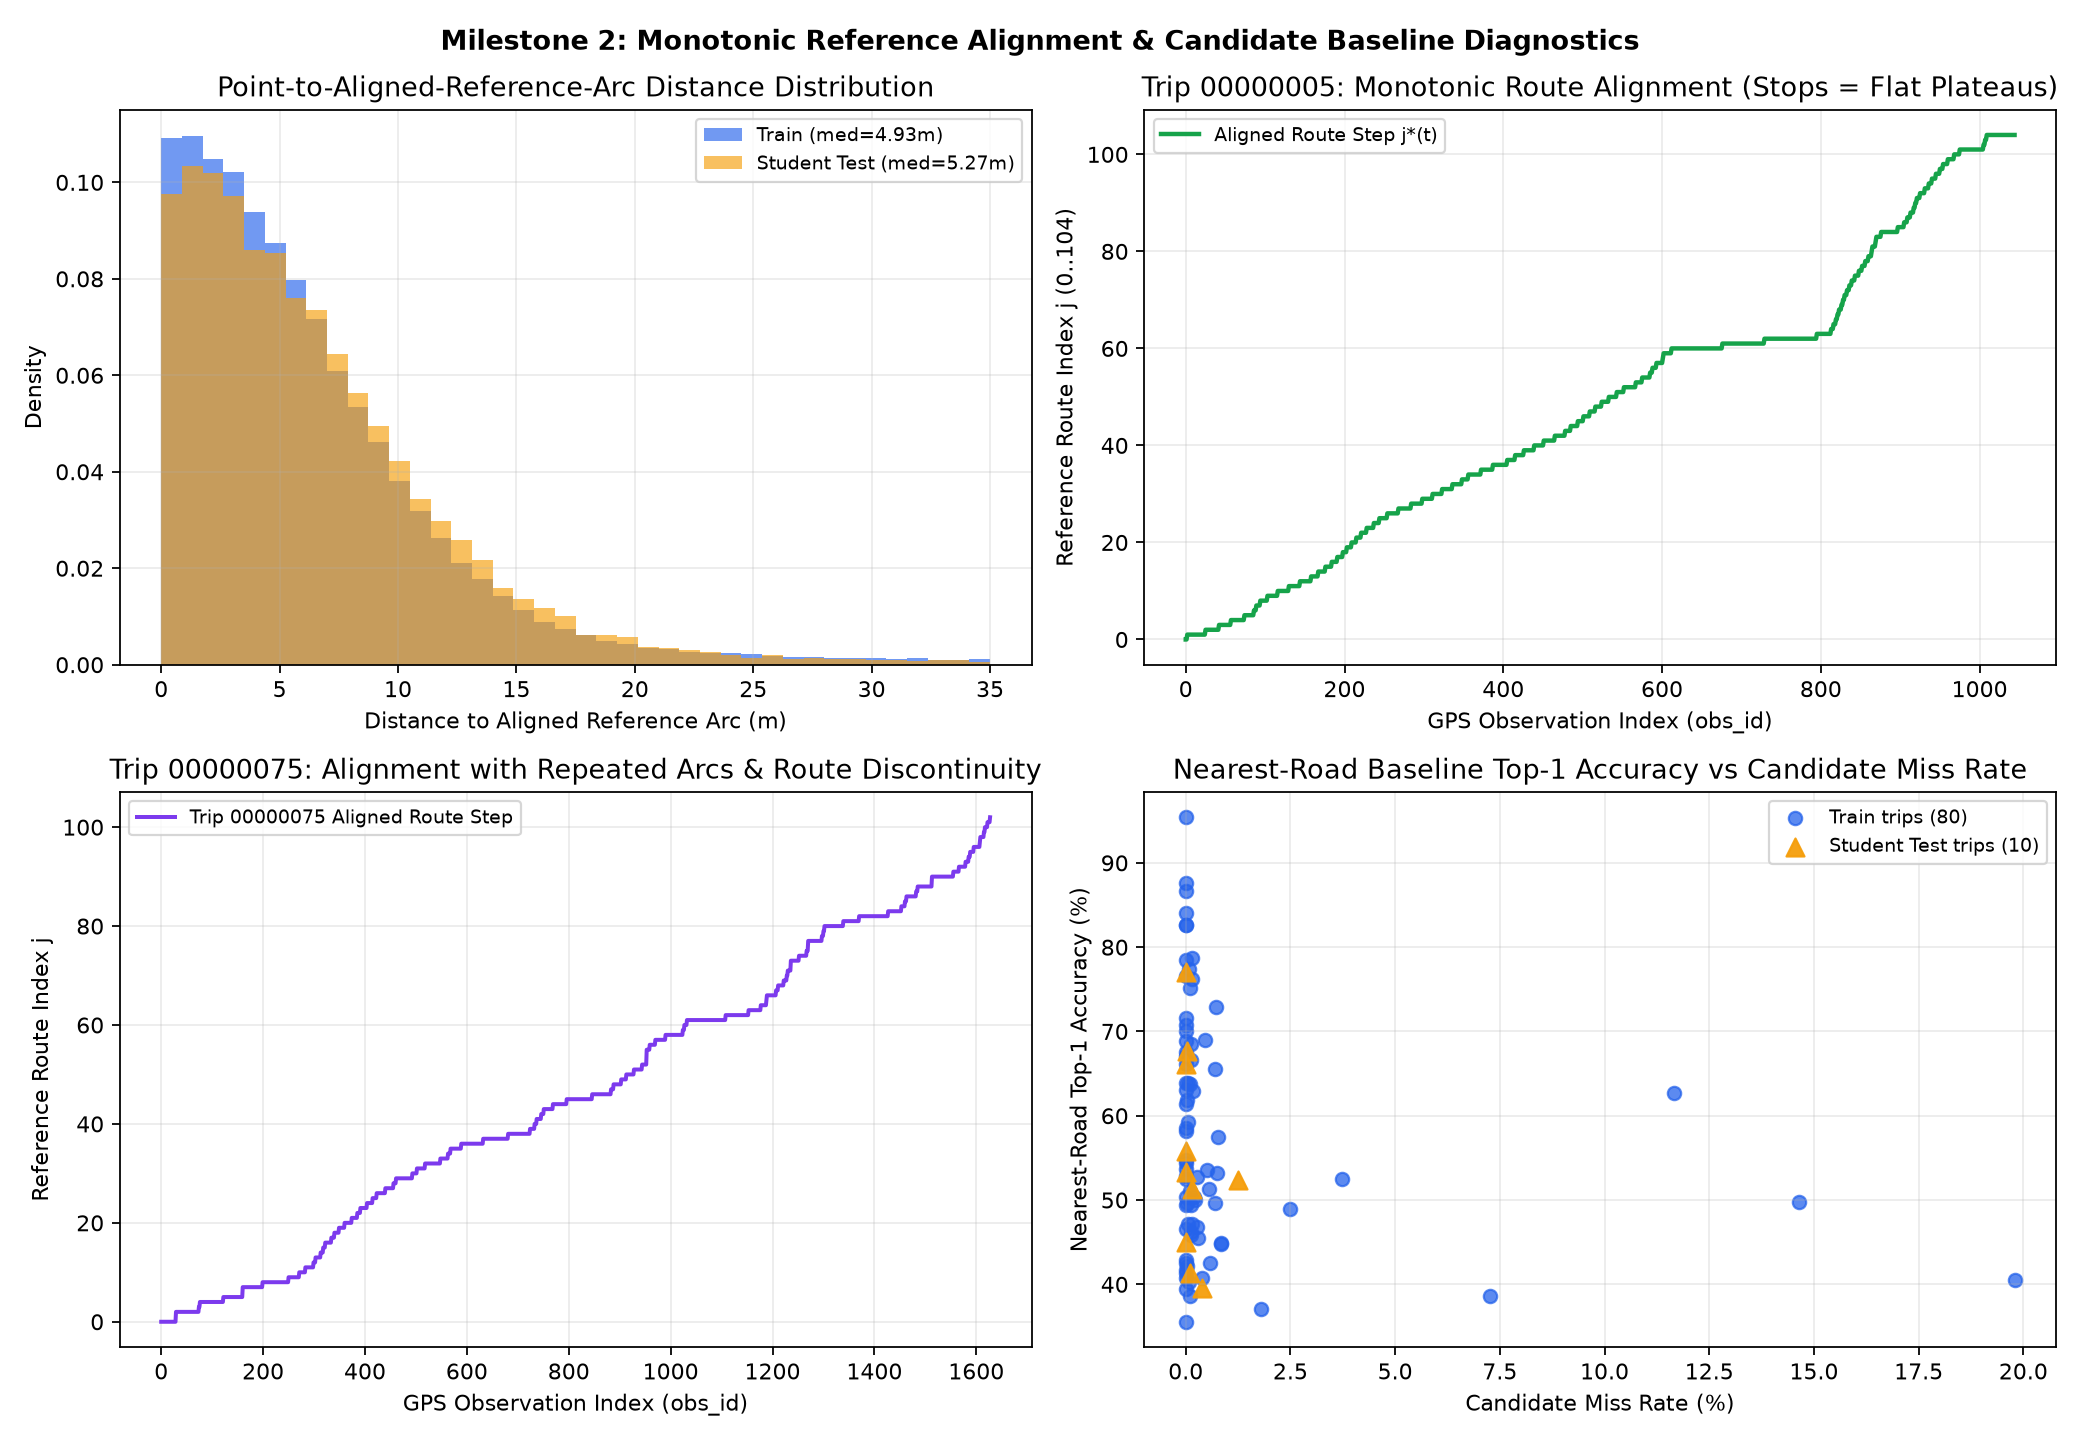 Milestone 2: Monotonic Reference Alignment & Candidate Baseline Diagnostics
Point-to-Aligned-Reference-Arc Distance Distribution
Train (med=4.93m)
Student Test (med=5.27m)
Density
0.10
0.08
0.06
0.04
0.02
0.00
0 5 10 15 20 25 30 35
Distance to Aligned Reference Arc (m)
Trip 00000005: Monotonic Route Alignment (Stops = Flat Plateaus)
Aligned Route Step j*(t)
Reference Route Index j (0..104)
100
80
60
40
20
0
0 200 400 600 800 1000
GPS Observation Index (obs_id)
Trip 00000075: Alignment with Repeated Arcs & Route Discontinuity
Trip 00000075 Aligned Route Step
Reference Route Index j
100
80
60
40
20
0
0 200 400 600 800 1000 1200 1400 1600
GPS Observation Index (obs_id)
Nearest-Road Baseline Top-1 Accuracy vs Candidate Miss Rate
Train trips (80)
Student Test trips (10)
Nearest-Road Top-1 Accuracy (%)
90
80
70
60
50
40
0.0 2.5 5.0 7.5 10.0 12.5 15.0 17.5 20.0
Candidate Miss Rate (%)